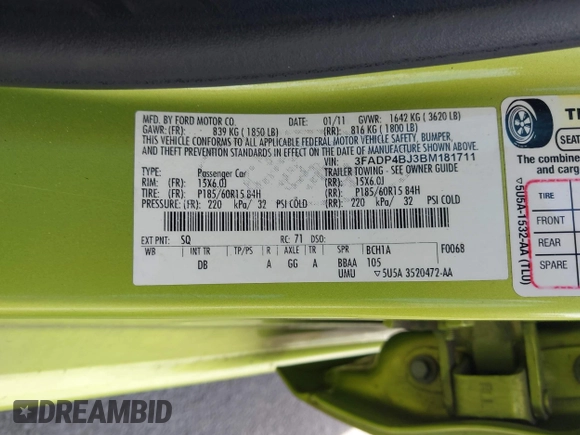 MFD. BY FORD MOTOR CO. DATE: 01/11 GVWR: 1642 KG ( 3620 LB)
GAWR: (FR): 839 KG ( 1850 LB) (RR): 816 KG ( 1800 LB)
THIS VEHICLE CONFORMS TO ALL APPLICABLE FEDERAL MOTOR VEHICLE SAFETY, BUMPER,
AND THEFT PREVENTION STANDARDS IN EFFECT ON THE DATE OF MANUFACTURE SHOWN ABOVE.
VIN: 3FADP4BJ3BM181711
TYPE: Passenger Car TRAILER TOWING - SEE OWNER GUIDE
RIM: (FR): 15X6.0J (RR): 15X6.0J
TIRE: (FR): P185/60R15 84H (RR): P185/60R15 84H
PRESSURE: (FR): 220 kPa/ 32 PSI COLD (RR): 220 kPa/ 32 PSI COLD
EXT PNT: SQ RC: 71 DSO:
WB INT TR TP/PS R AXLE TR SPR BCH1A F0068
DB A GG A BBAA 105
UMU ▽5U5A 3520472-AA
SEAT
The combine
and carg
TIRE
FRONT
REAR
SPARE
▽5U5A-1532-AA (TL0)
DREAMBID